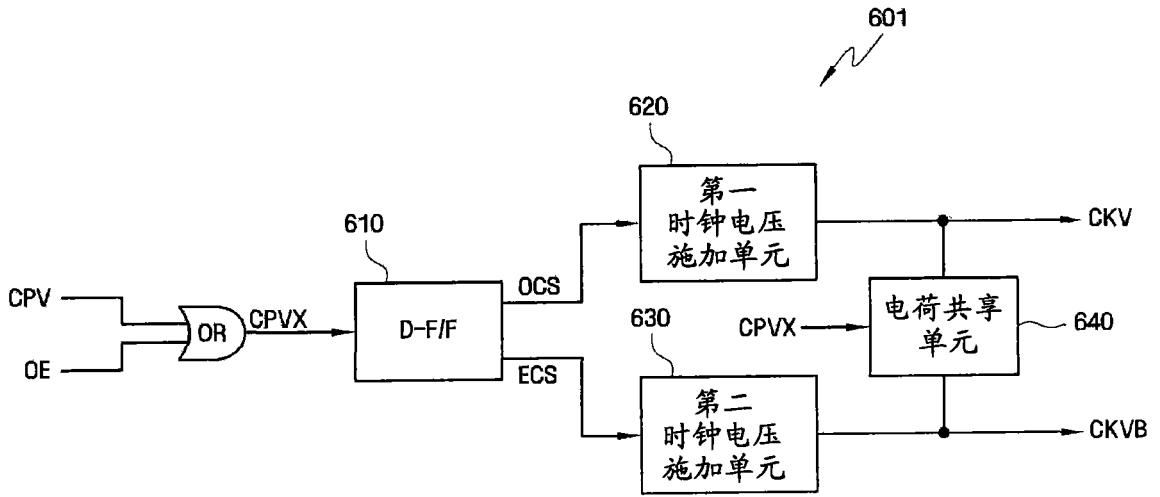 601
620
第一
时钟电压
施加单元
CKV
610
OCS
CPV
OR
CPVX
D-F/F
OE
ECS
630
CPVX
电荷共享
单元
640
第二
时钟电压
施加单元
CKVB